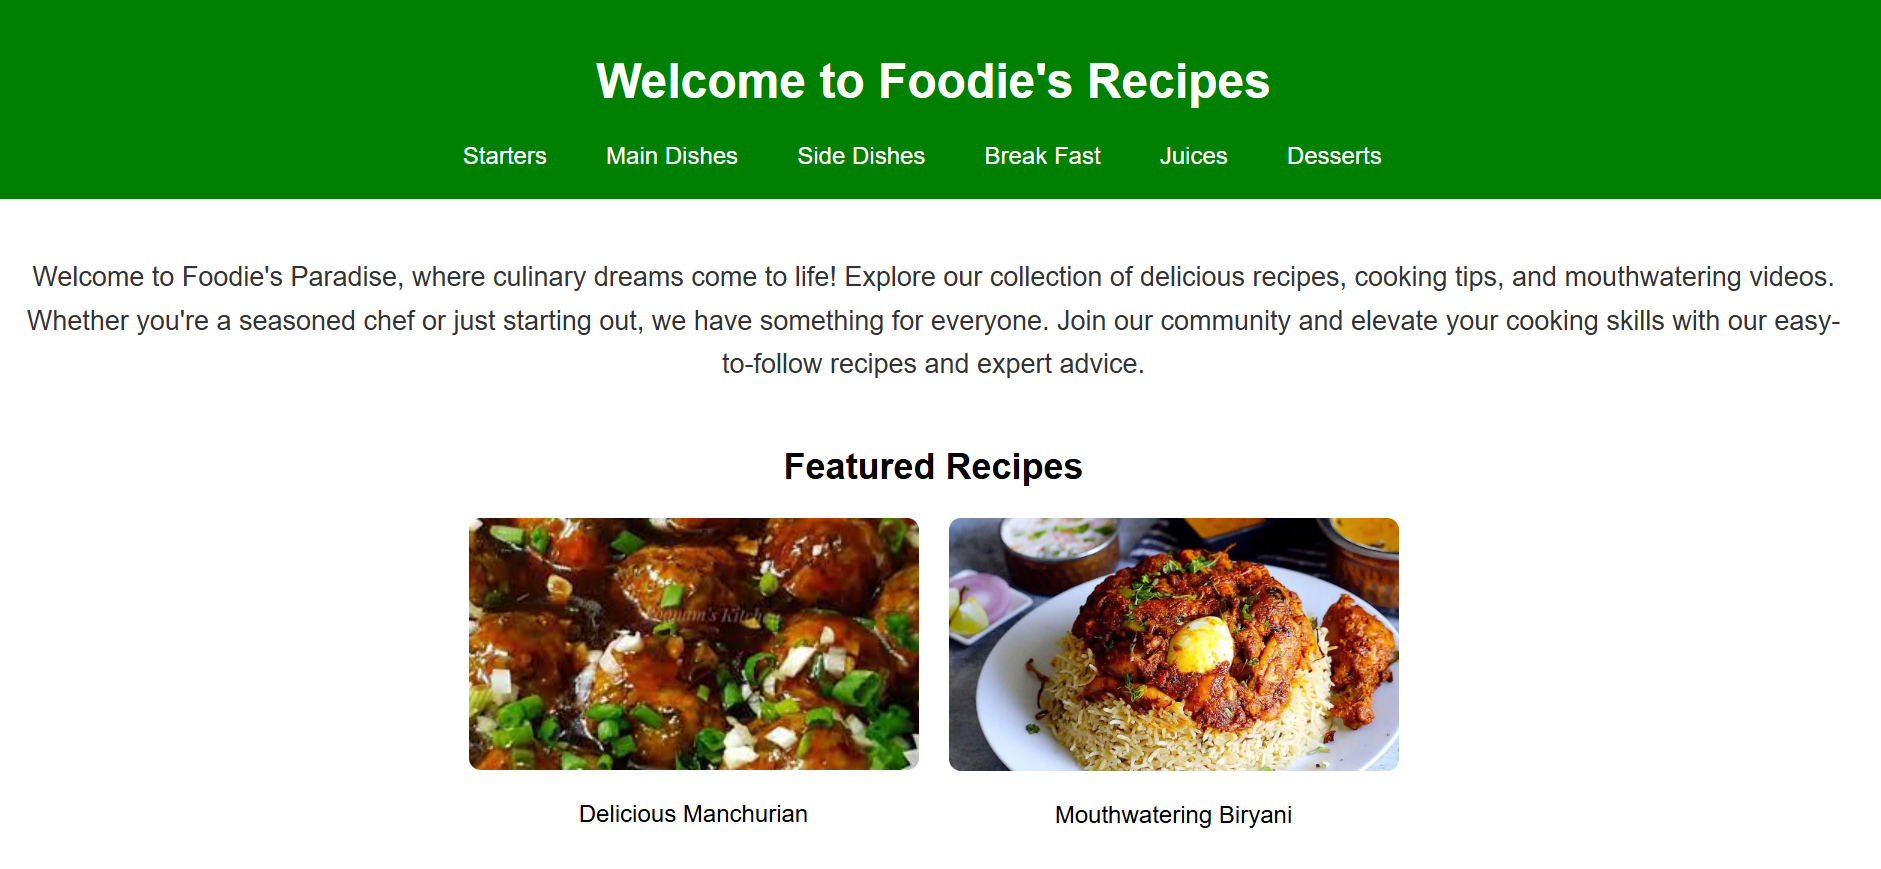 Welcome to Foodie's Recipes
Starters Main Dishes Side Dishes Break Fast Juices Desserts
Welcome to Foodie's Paradise, where culinary dreams come to life! Explore our collection of delicious recipes, cooking tips, and mouthwatering videos.
Whether you're a seasoned chef or just starting out, we have something for everyone. Join our community and elevate your cooking skills with our easy-
to-follow recipes and expert advice.
Featured Recipes
's Kitchen
Delicious Manchurian Mouthwatering Biryani